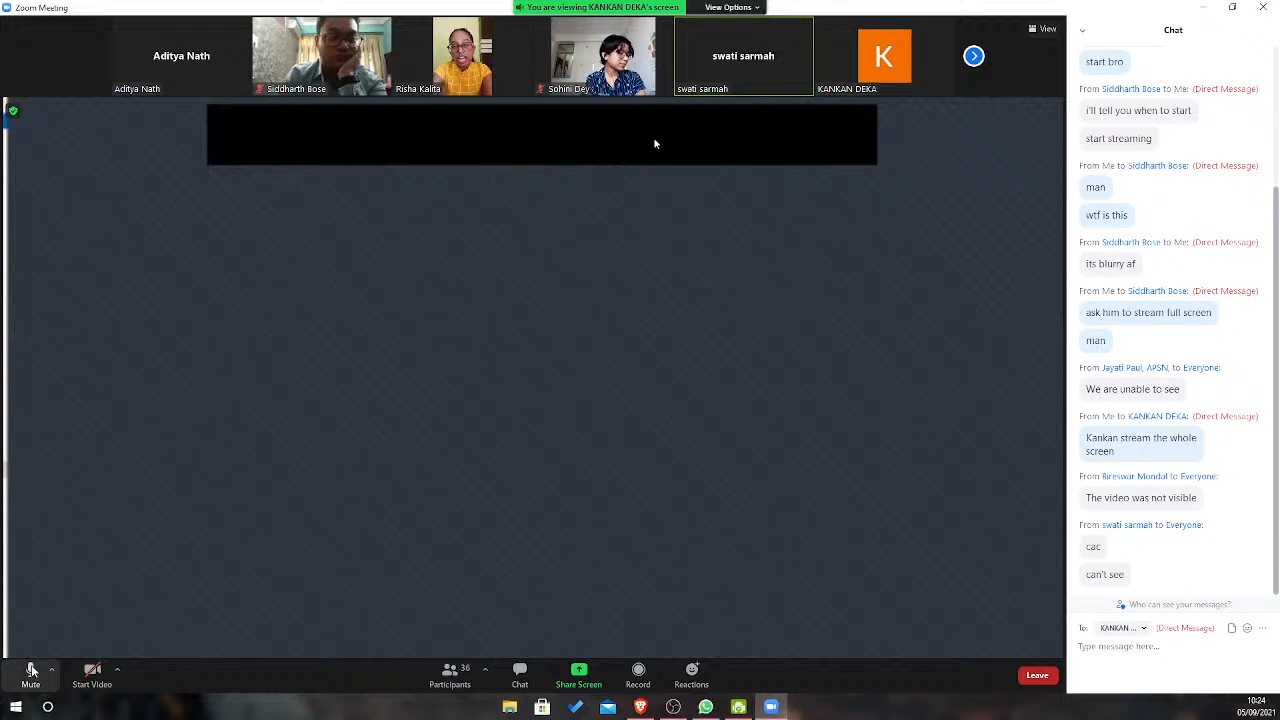 Zoom Meeting
You are viewing KANKAN DEKA's screen
View Options
View
Aditya Nath
swati sarmah
K
Aditya Nath
Siddharth Bose
Risha Kalita
Sohini Dey
swati sarmah
KANKAN DEKA
Chat
start bro
From Siddharth Bose to Me: (Direct Message)
i'll tell you when to start
start streaming
From Me to Siddharth Bose: (Direct Message)
man
wtf is this
From Siddharth Bose to Me: (Direct Message)
its blurry af
From Me to Siddharth Bose: (Direct Message)
ask him to stream full screen
man
From Jayati Paul, APSN, to Everyone:
We are unable to see
From Me to KANKAN DEKA: (Direct Message)
Kankan stream the whole
screen
From Bireswar Mondal to Everyone:
The video was not visible
From swati sarmah to Everyone:
cac
can't see
Who can see your messages?
To: KANKAN ... (Direct Message)
Type message here...
Mute
Start Video
36
Participants
Chat
Share Screen
Record
Reactions
Leave
10:24
05/09/2021